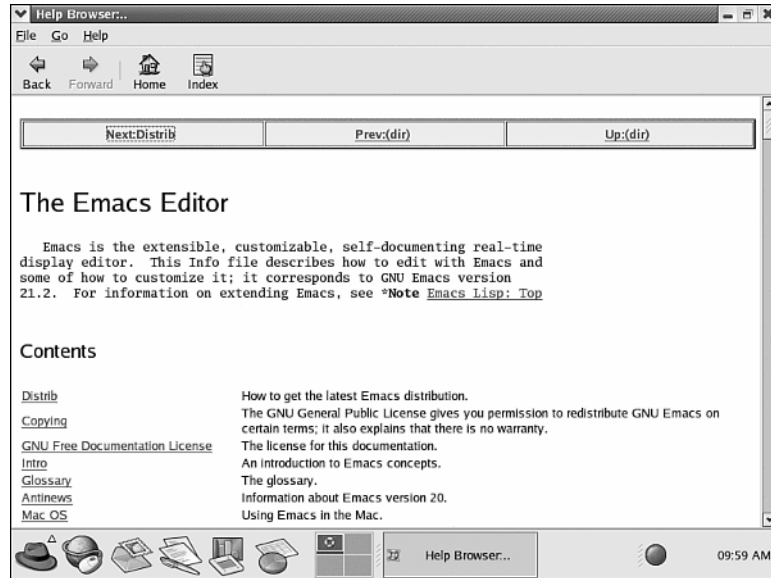 Help Browser:..
File Go Help
Back Forward Home Index
Next:Distrib Prev:(dir) Up:(dir)
The Emacs Editor
Emacs is the extensible, customizable, self-documenting real-time
display editor. This Info file describes how to edit with Emacs and
some of how to customize it; it corresponds to GNU Emacs version
21.2. For information on extending Emacs, see *Note Emacs Lisp: Top
Contents
Distrib How to get the latest Emacs distribution.
Copying The GNU General Public License gives you permission to redistribute GNU Emacs on
certain terms; it also explains that there is no warranty.
GNU Free Documentation License The license for this documentation.
Intro An introduction to Emacs concepts.
Glossary The glossary.
Antinews Information about Emacs version 20.
Mac OS Using Emacs in the Mac.
Help Browser:.. 09:59 AM